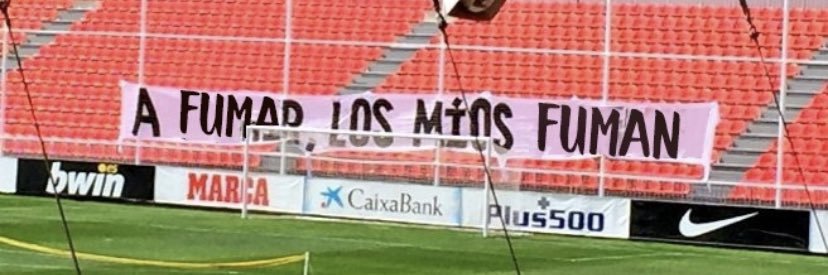 A FUMAR, LOS MÍOS FUMAN
bwin
MARCA
CaixaBank
Plus500